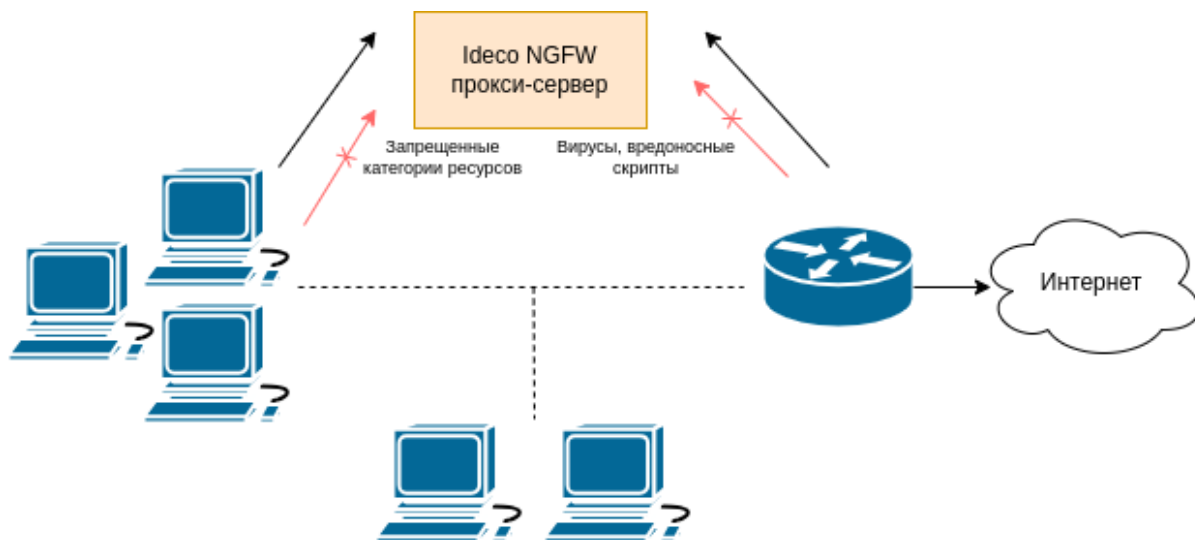 Ideco NGFW
прокси-сервер
Запрещенные
категории ресурсов
Вирусы, вредоносные
скрипты
Интернет